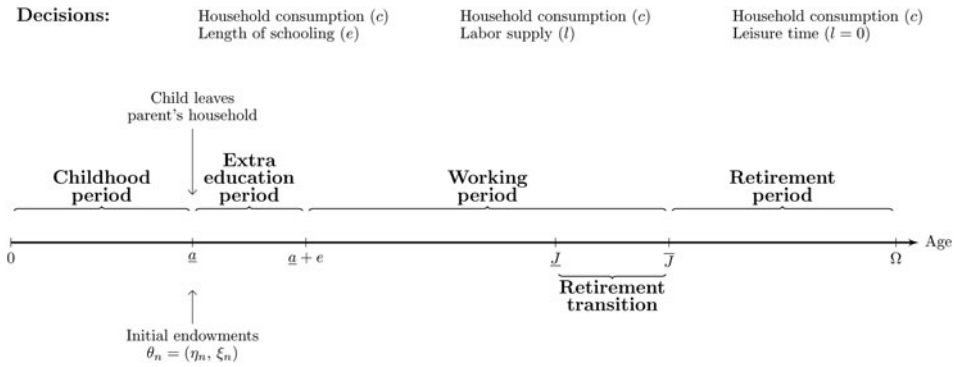 Decisions:
Household consumption (c)
Length of schooling (e)
Household consumption (c)
Labor supply (l)
Household consumption (c)
Leisure time (l = 0)
Child leaves
parent's household
Childhood
period
Extra
education
period
Working
period
Retirement
period
0
a̲
a̲ + e
J̲
J̅
Ω
Age
Retirement
transition
Initial endowments
θₙ = (ηₙ, ξₙ)